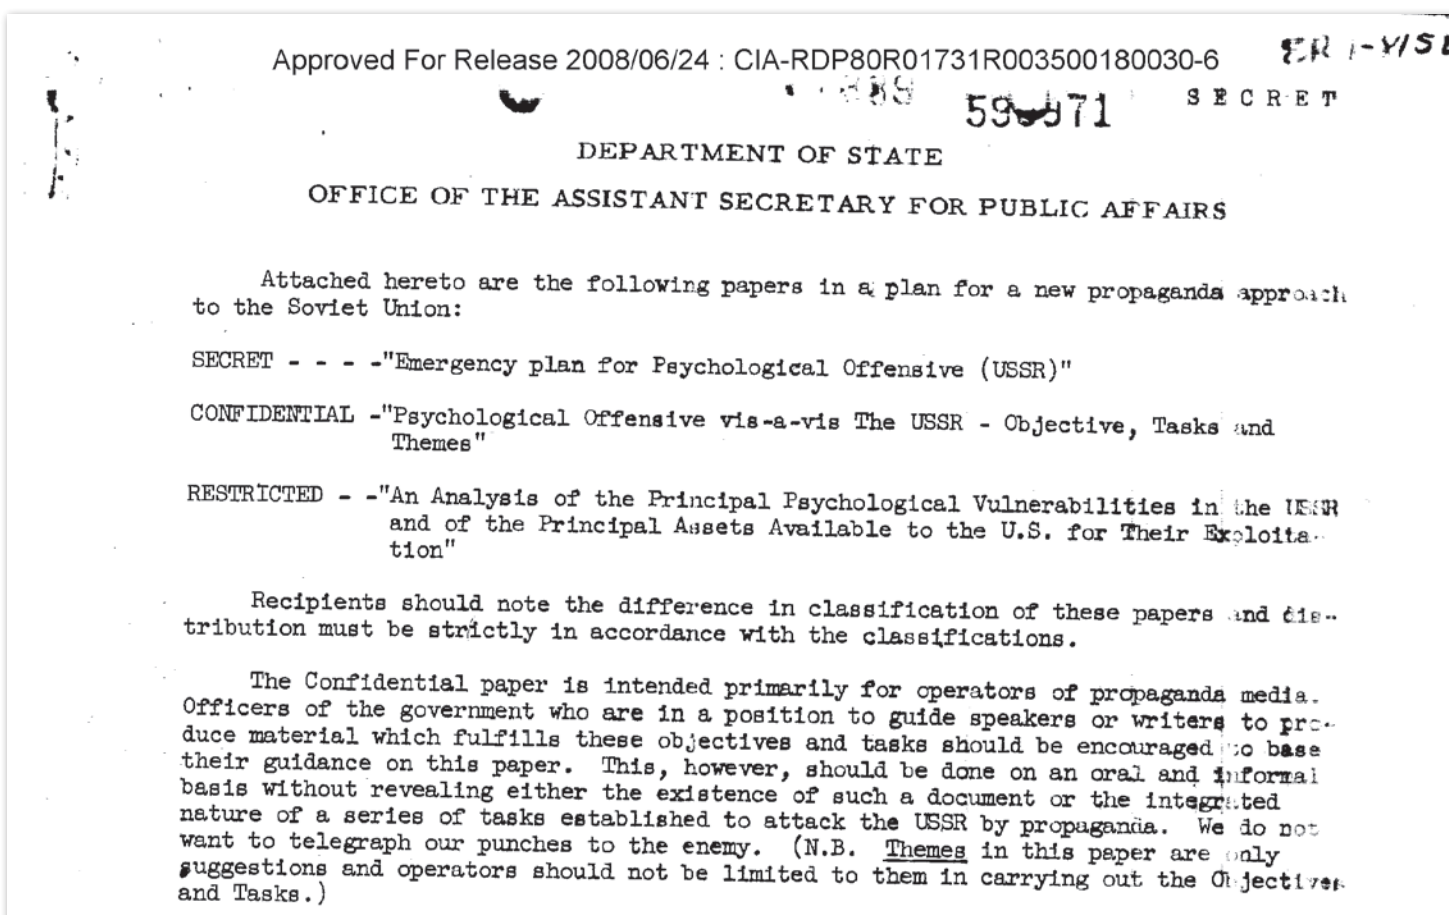 Approved For Release 2008/06/24 : CIA-RDP80R01731R003500180030-6
SECRET
DEPARTMENT OF STATE
OFFICE OF THE ASSISTANT SECRETARY FOR PUBLIC AFFAIRS
Attached hereto are the following papers in a plan for a new propaganda approach
to the Soviet Union:
SECRET - - - -"Emergency plan for Psychological Offensive (USSR)"
CONFIDENTIAL -"Psychological Offensive vis-a-vis The USSR - Objective, Tasks and
Themes"
RESTRICTED - -"An Analysis of the Principal Psychological Vulnerabilities in the USSR
and of the Principal Assets Available to the U.S. for Their Exploita-
tion"
Recipients should note the difference in classification of these papers and dis-
tribution must be strictly in accordance with the classifications.
The Confidential paper is intended primarily for operators of propaganda media.
Officers of the government who are in a position to guide speakers or writers to pro-
duce material which fulfills these objectives and tasks should be encouraged to base
their guidance on this paper. This, however, should be done on an oral and informal
basis without revealing either the existence of such a document or the integrated
nature of a series of tasks established to attack the USSR by propaganda. We do not
want to telegraph our punches to the enemy. (N.B. Themes in this paper are only
suggestions and operators should not be limited to them in carrying out the Objectives
and Tasks.)